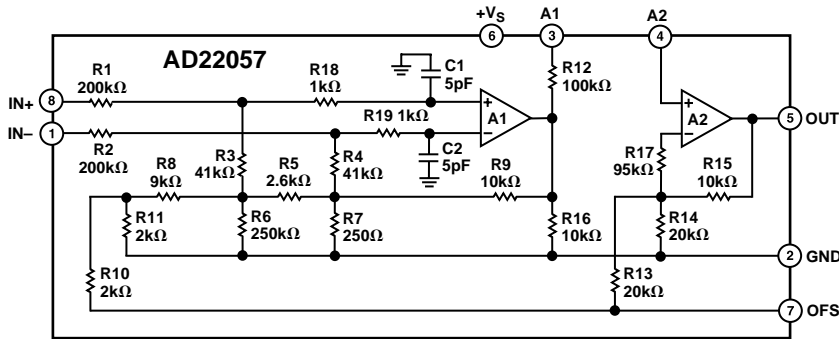 +VS
A1
A2
6
3
4
AD22057
R1
200kΩ
R18
1kΩ
C1
5pF
R12
100kΩ
IN+
8
+
–
A1
R19 1kΩ
+
–
A2
OUT
5
IN–
1
R2
200kΩ
R3
41kΩ
R4
41kΩ
C2
5pF
R17
95kΩ
R15
10kΩ
R8
9kΩ
R5
2.6kΩ
R9
10kΩ
R11
2kΩ
R6
250kΩ
R7
250Ω
R16
10kΩ
R14
20kΩ
2
GND
R10
2kΩ
R13
20kΩ
7
OFS